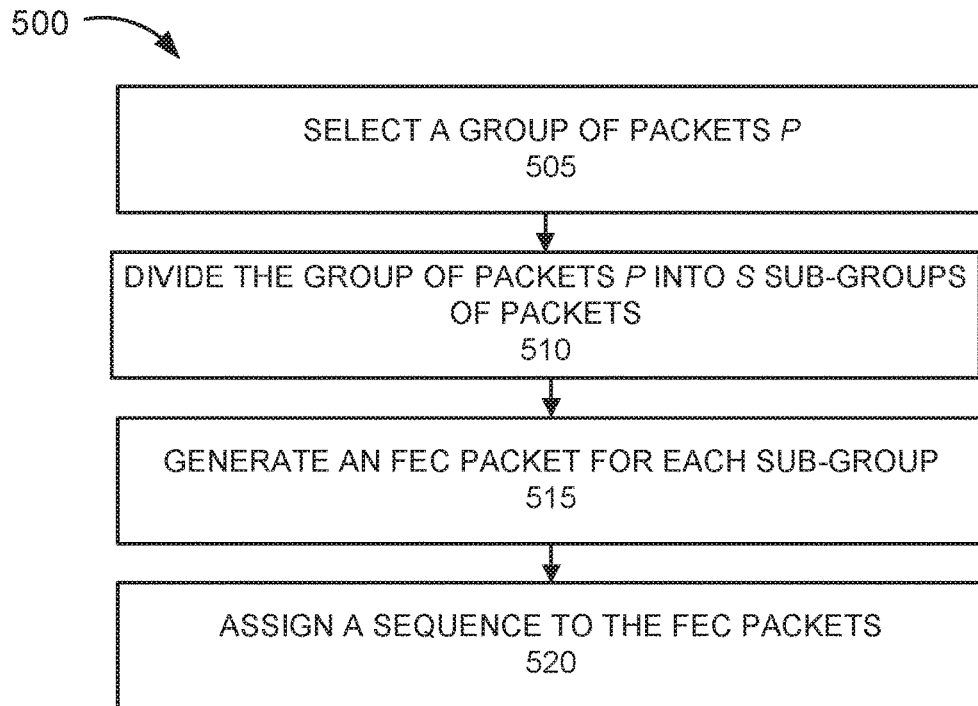 500
SELECT A GROUP OF PACKETS P
505
DIVIDE THE GROUP OF PACKETS P INTO S SUB-GROUPS
OF PACKETS
510
GENERATE AN FEC PACKET FOR EACH SUB-GROUP
515
ASSIGN A SEQUENCE TO THE FEC PACKETS
520